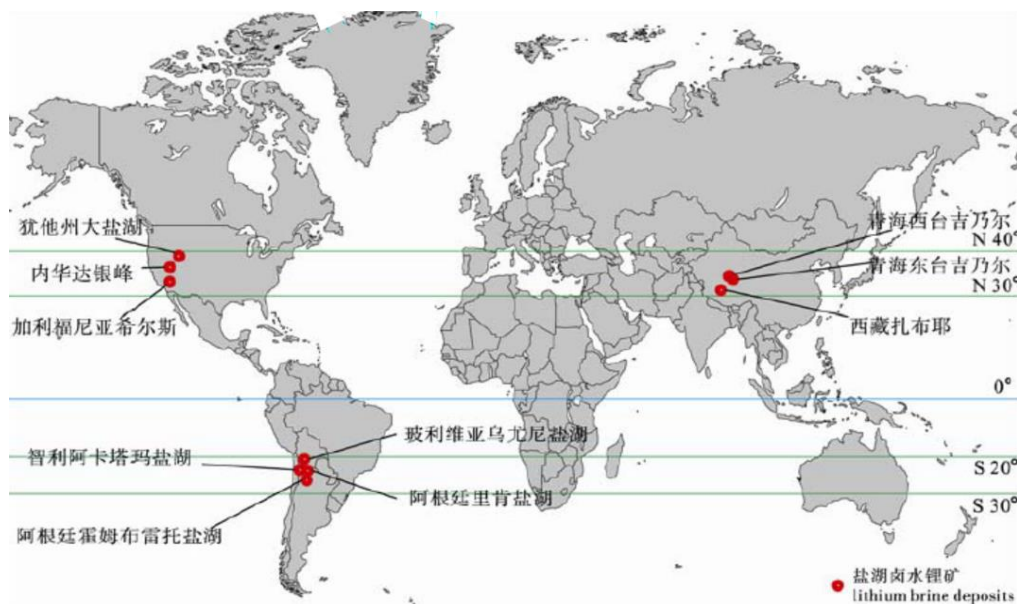 犹他州大盐湖
内华达银峰
加利福尼亚希尔斯
青海西台吉乃尔
N 40°
青海东台吉乃尔
N 30°
西藏扎布耶
0°
玻利维亚乌尤尼盐湖
智利阿卡塔玛盐湖
S 20°
阿根廷里肯盐湖
S 30°
阿根廷霍姆布雷托盐湖
盐湖卤水锂矿
lithium brine deposits